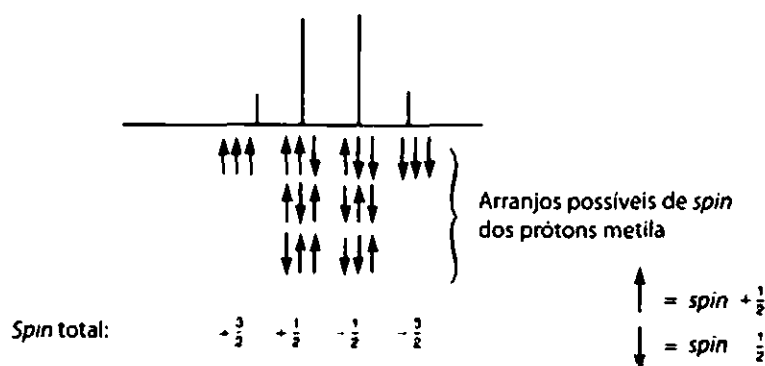 Arranjos possíveis de spin
dos prótons metila
↑ = spin + 1/2
Spin total: + 3/2 + 1/2 - 1/2 - 3/2
↓ = spin 1/2